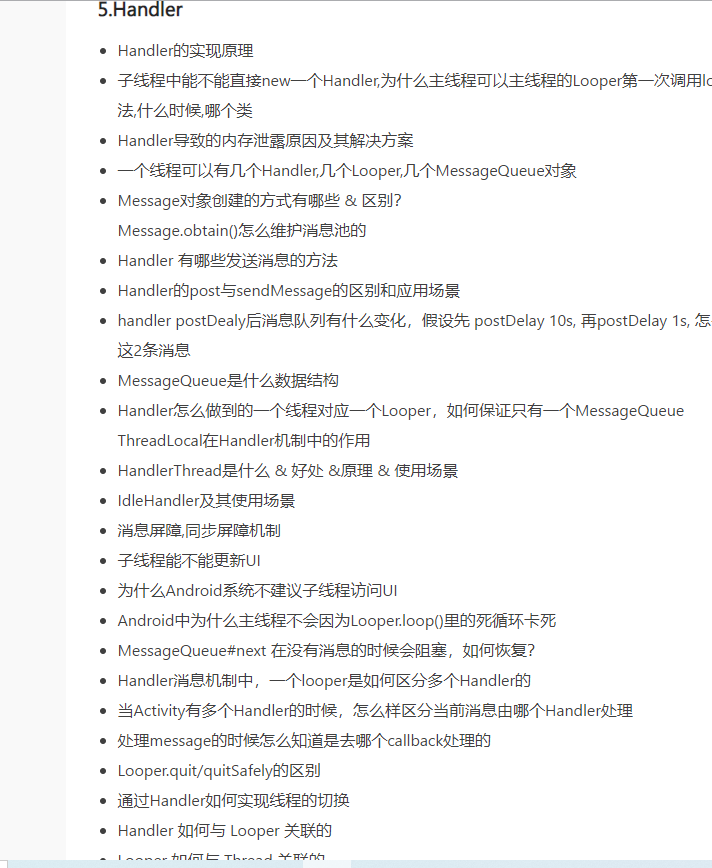 5.Handler
Handler的实现原理
子线程中能不能直接new一个Handler,为什么主线程可以主线程的Looper第一次调用lo
法,什么时候,哪个类
Handler导致的内存泄露原因及其解决方案
一个线程可以有几个Handler,几个Looper,几个MessageQueue对象
Message对象创建的方式有哪些 & 区别?
Message.obtain()怎么维护消息池的
Handler 有哪些发送消息的方法
Handler的post与sendMessage的区别和应用场景
handler postDealy后消息队列有什么变化，假设先 postDelay 10s, 再postDelay 1s, 怎
这2条消息
MessageQueue是什么数据结构
Handler怎么做到的一个线程对应一个Looper，如何保证只有一个MessageQueue
ThreadLocal在Handler机制中的作用
HandlerThread是什么 & 好处 &原理 & 使用场景
IdleHandler及其使用场景
消息屏障,同步屏障机制
子线程能不能更新UI
为什么Android系统不建议子线程访问UI
Android中为什么主线程不会因为Looper.loop()里的死循环卡死
MessageQueue#next 在没有消息的时候会阻塞，如何恢复?
Handler消息机制中，一个looper是如何区分多个Handler的
当Activity有多个Handler的时候，怎么样区分当前消息由哪个Handler处理
处理message的时候怎么知道是去哪个callback处理的
Looper.quit/quitSafely的区别
通过Handler如何实现线程的切换
Handler 如何与 Looper 关联的
Looper 如何与 Thread 关联的